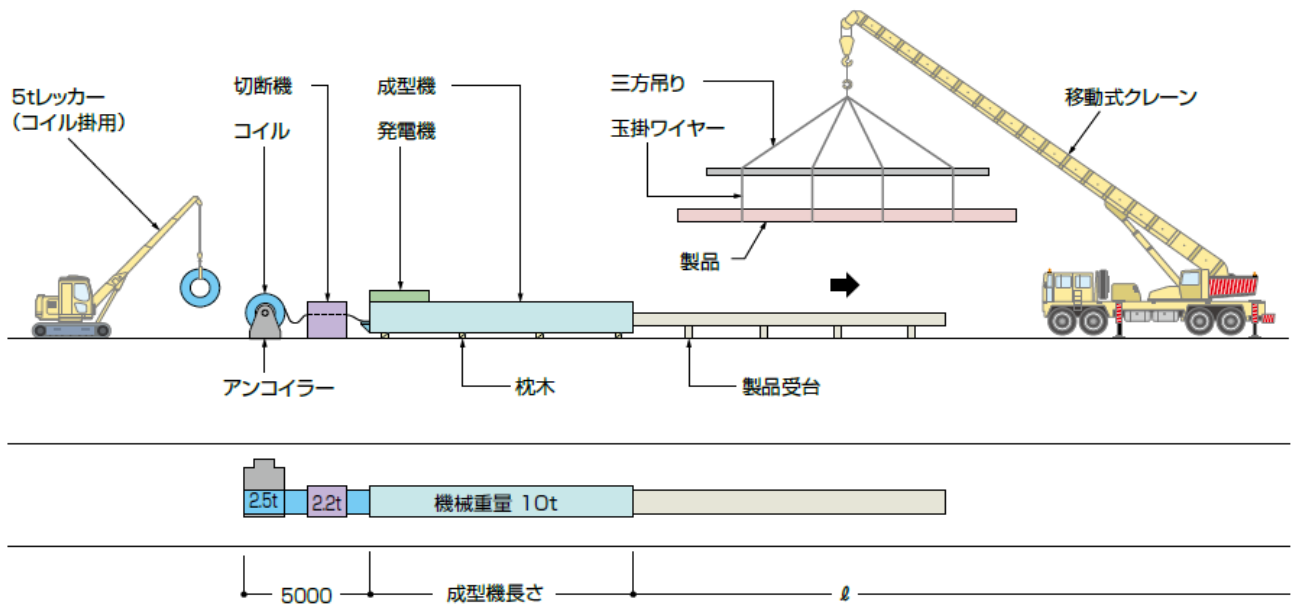 5tレッカー
（コイル掛用）
切断機
コイル
成型機
発電機
三方吊り
玉掛ワイヤー
移動式クレーン
製品
アンコイラー
枕木
製品受台
2.5t
2.2t
機械重量 10t
5000
成型機長さ
ℓ